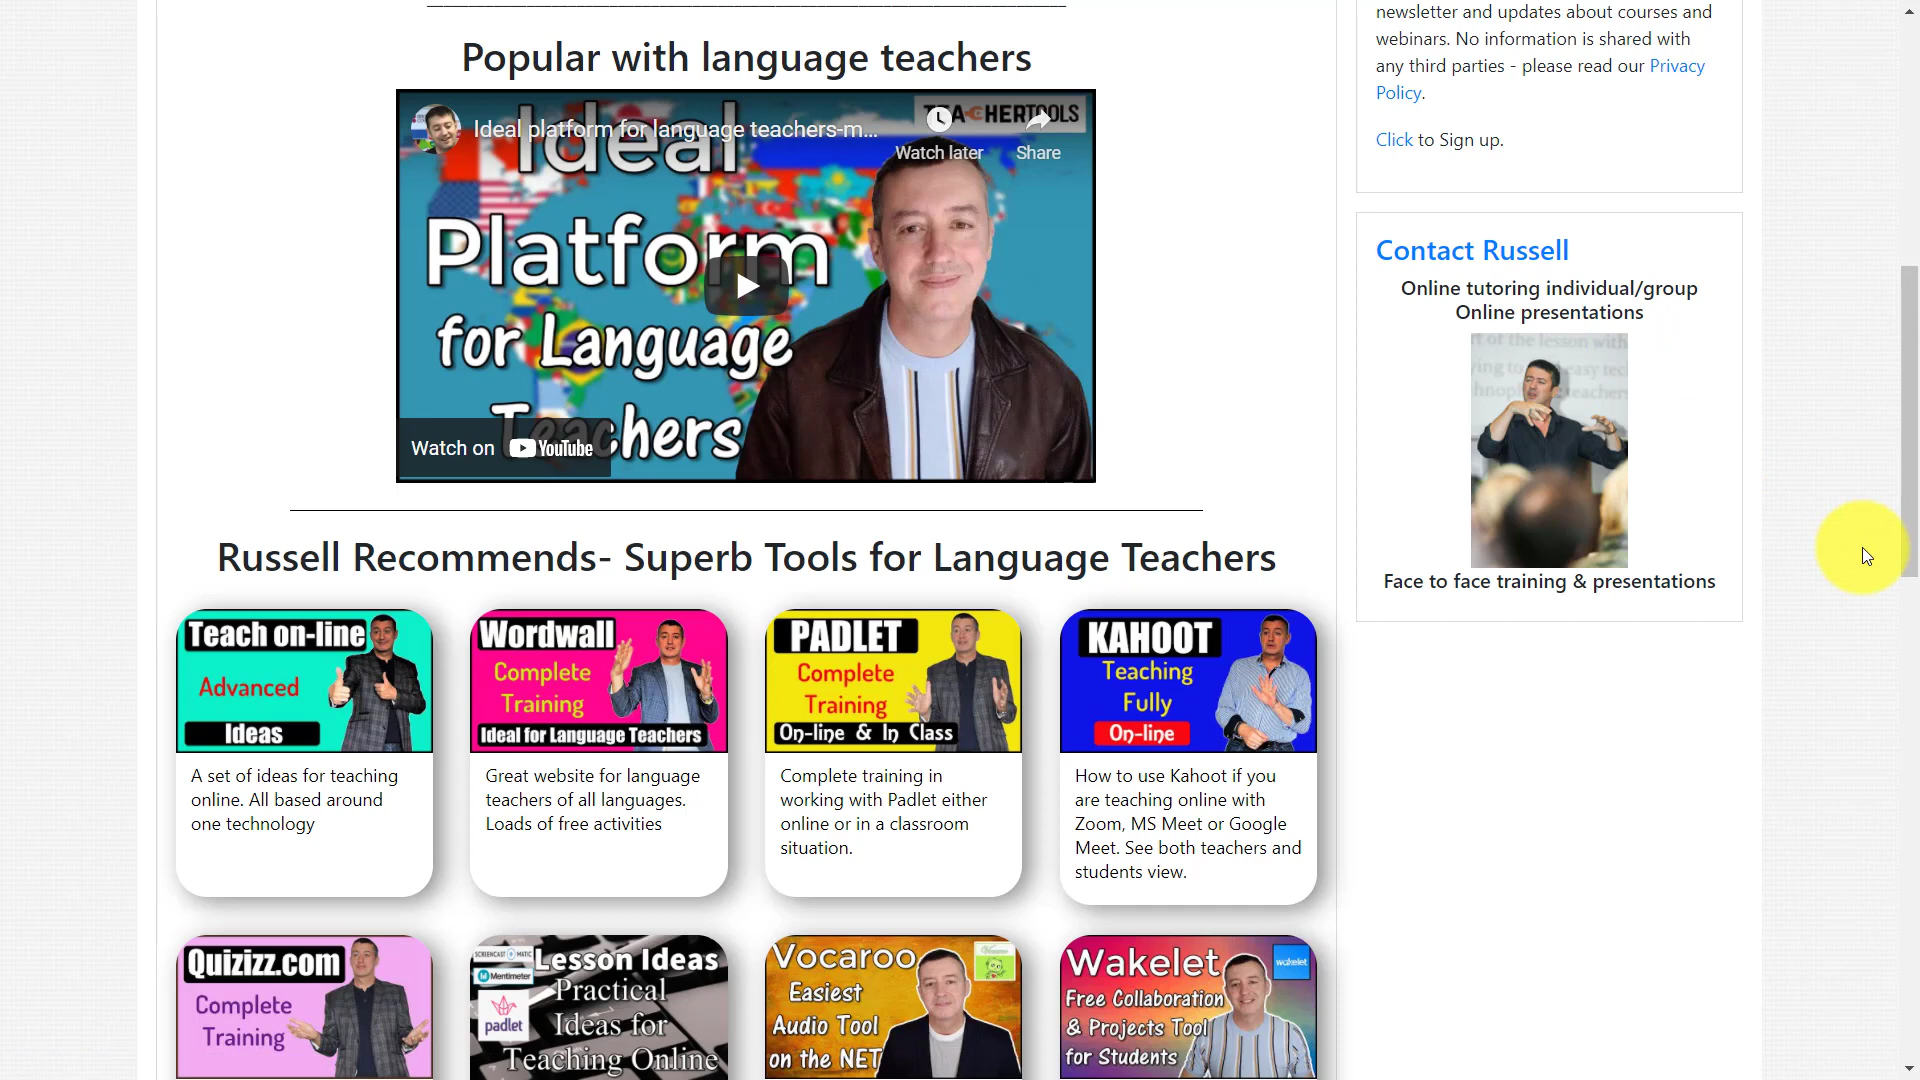 newsletter and updates about courses and
webinars. No information is shared with
any third parties - please read our Privacy
Policy.
Click to Sign up.
Popular with language teachers
Ideal platform for language teachers-m...
Watch later
Share
TEACHERTOOLS
Ideal
Platform
for Language
Teachers
Watch on YouTube
Contact Russell
Online tutoring individual/group
Online presentations
Face to face training & presentations
Russell Recommends- Superb Tools for Language Teachers
Teach on-line
Advanced
Ideas
A set of ideas for teaching
online. All based around
one technology
Wordwall
Complete
Training
Ideal for Language Teachers
Great website for language
teachers of all languages.
Loads of free activities
PADLET
Complete
Training
On-line & In Class
Complete training in
working with Padlet either
online or in a classroom
situation.
KAHOOT
Teaching
Fully
On-line
How to use Kahoot if you
are teaching online with
Zoom, MS Meet or Google
Meet. See both teachers and
students view.
Quizizz.com
Complete
Training
SCREENCAST-O-MATIC
Mentimeter
padlet
Lesson Ideas
Practical
Ideas for
Teaching Online
Vocaroo
Easiest
Audio Tool
on the NET
Wakelet
wakelet
Free Collaboration
& Projects Tool
for Students